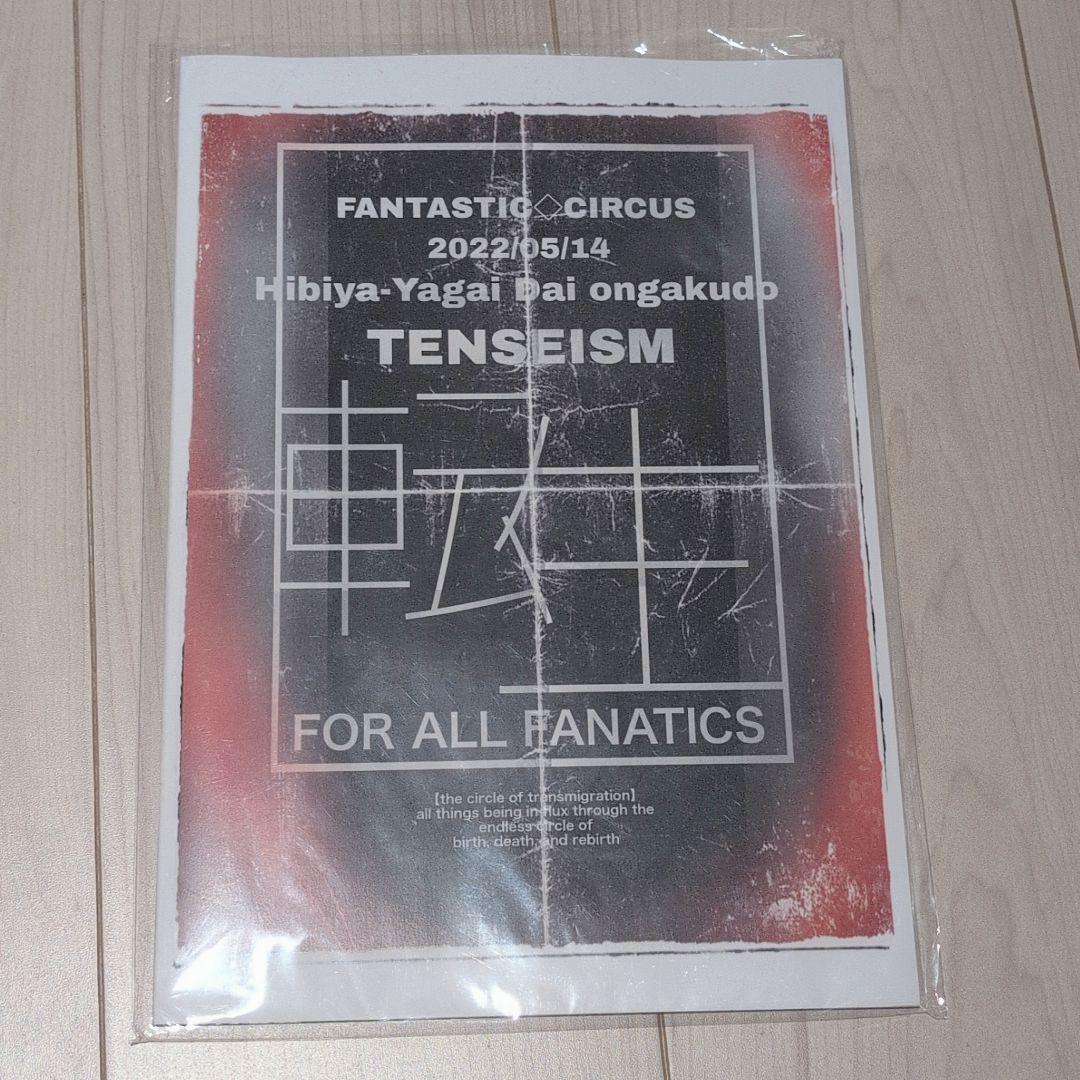 FANTASTIC◇CIRCUS
2022/05/14
Hibiya-Yagai Dai ongakudo
TENSEISM
転生
FOR ALL FANATICS
【the circle of transmigration】
all things being in flux through the
endless circle of
birth, death, and rebirth